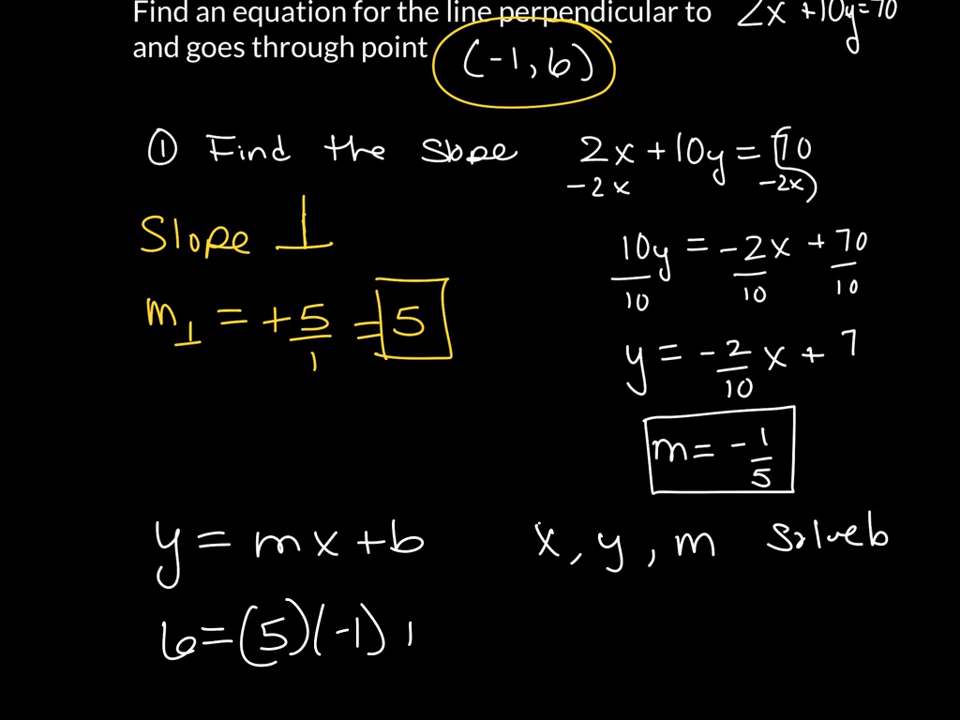 Find an equation for the line perpendicular to 2x + 10y = 70
and goes through point (-1, 6)
① Find the slope 2x + 10y = 70
-2x -2x
Slope ⊥
10y/10 = -2x/10 + 70/10
m⊥ = +5/1 = 5
y = -2/10 x + 7
m = -1/5
y = mx + b x, y, m solve b
6 = (5)(-1) +